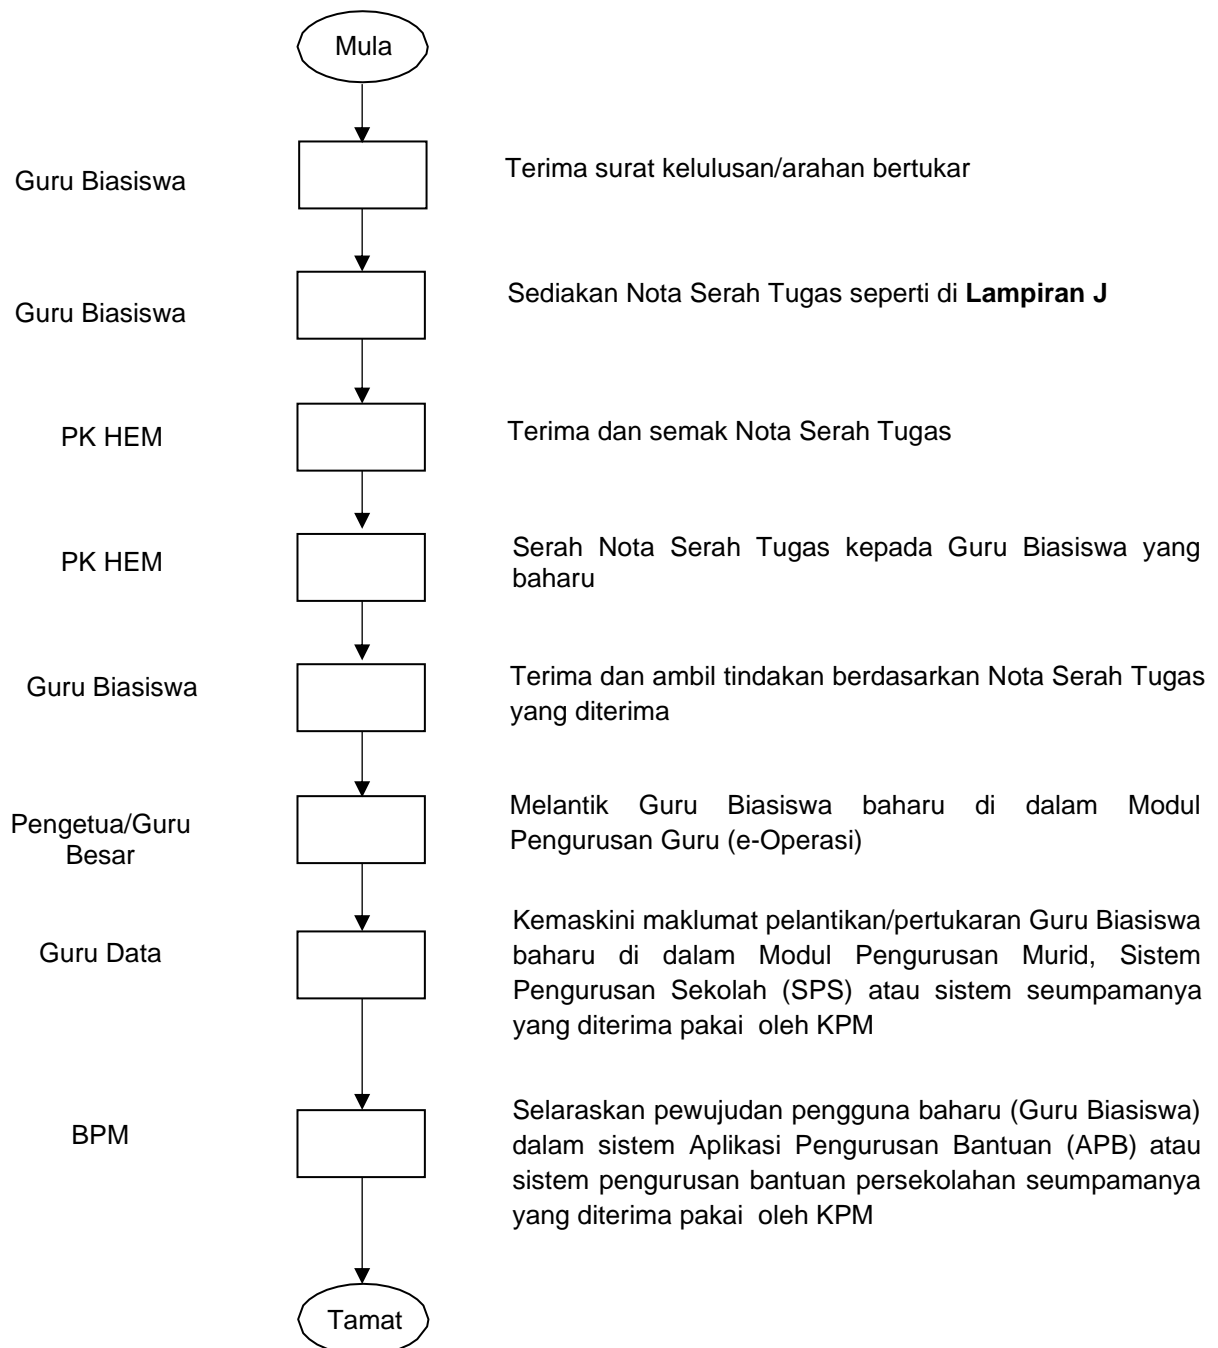 Mula
Guru Biasiswa
Terima surat kelulusan/arahan bertukar
Guru Biasiswa
Sediakan Nota Serah Tugas seperti di Lampiran J
PK HEM
Terima dan semak Nota Serah Tugas
PK HEM
Serah Nota Serah Tugas kepada Guru Biasiswa yang
baharu
Guru Biasiswa
Terima dan ambil tindakan berdasarkan Nota Serah Tugas
yang diterima
Pengetua/Guru
Besar
Melantik Guru Biasiswa baharu di dalam Modul
Pengurusan Guru (e-Operasi)
Guru Data
Kemaskini maklumat pelantikan/pertukaran Guru Biasiswa
baharu di dalam Modul Pengurusan Murid, Sistem
Pengurusan Sekolah (SPS) atau sistem seumpamanya
yang diterima pakai oleh KPM
BPM
Selaraskan pewujudan pengguna baharu (Guru Biasiswa)
dalam sistem Aplikasi Pengurusan Bantuan (APB) atau
sistem pengurusan bantuan persekolahan seumpamanya
yang diterima pakai oleh KPM
Tamat